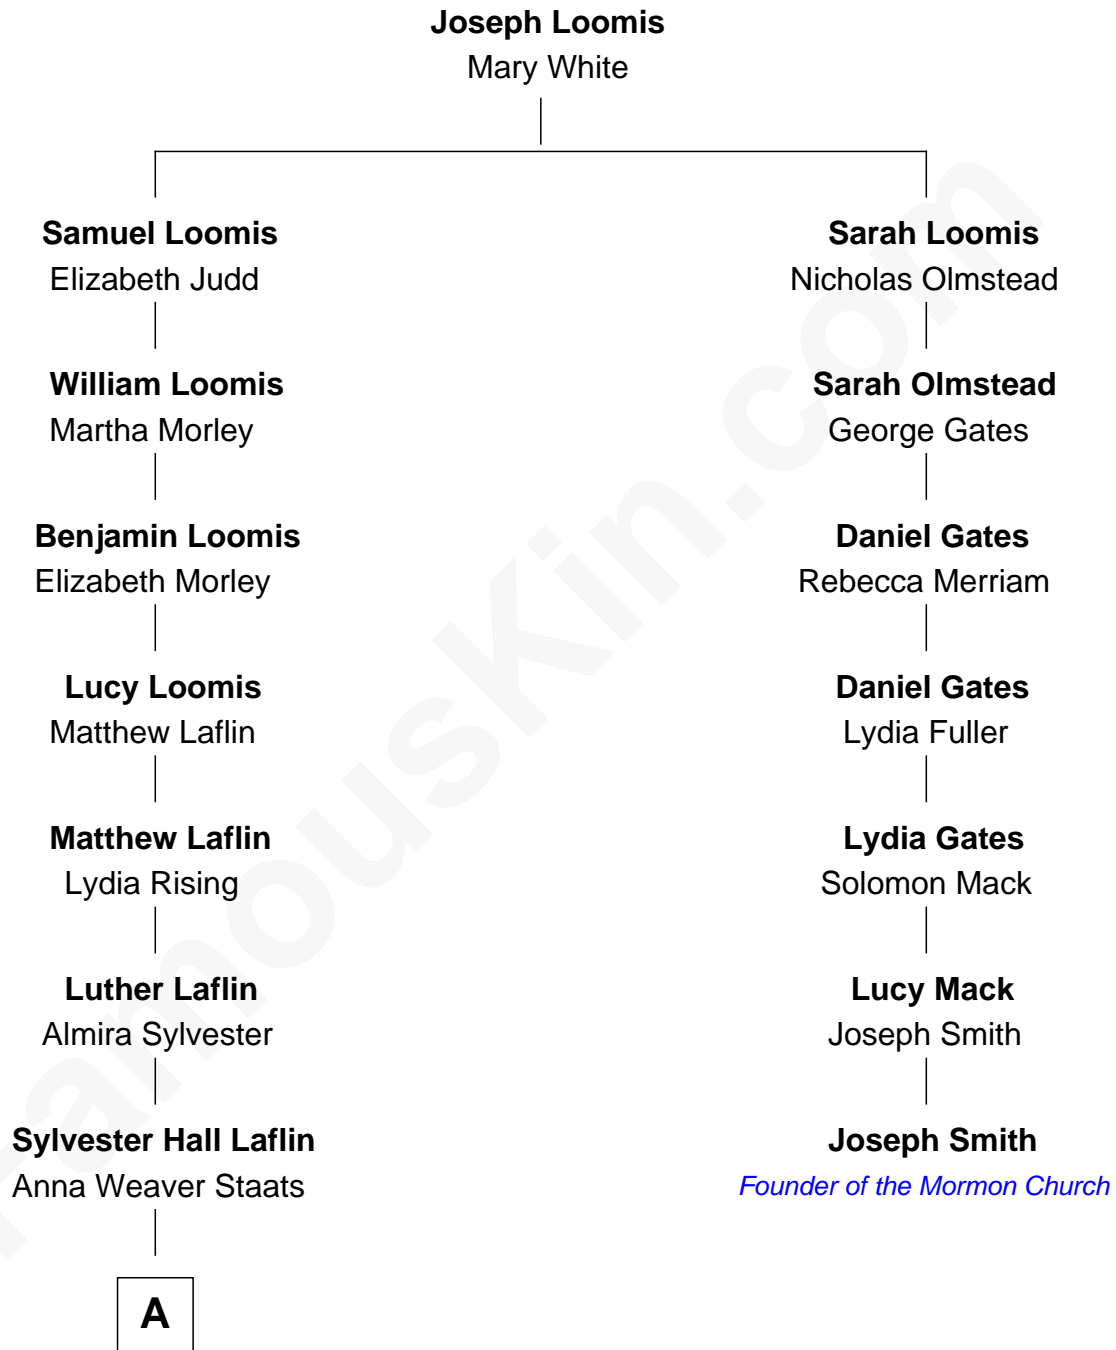 Joseph Loomis
Mary White
Samuel Loomis
Elizabeth Judd
William Loomis
Martha Morley
Benjamin Loomis
Elizabeth Morley
Lucy Loomis
Matthew Laflin
Matthew Laflin
Lydia Rising
Luther Laflin
Almira Sylvester
Sylvester Hall Laflin
Anna Weaver Staats
A
Sarah Loomis
Nicholas Olmstead
Sarah Olmstead
George Gates
Daniel Gates
Rebecca Merriam
Daniel Gates
Lydia Fuller
Lydia Gates
Solomon Mack
Lucy Mack
Joseph Smith
Joseph Smith
Founder of the Mormon Church
FamousKin.com